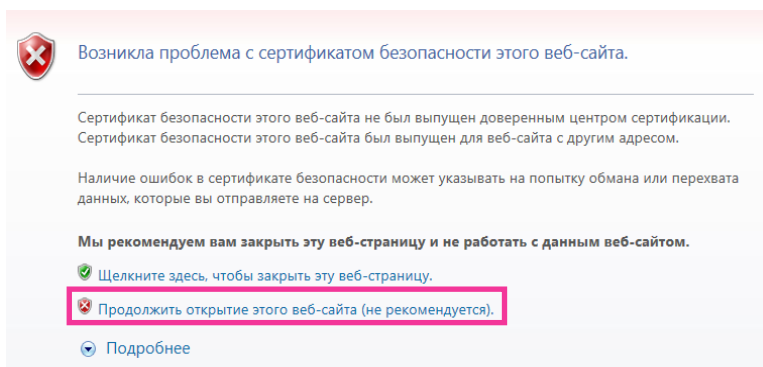 Возникла проблема с сертификатом безопасности этого веб-сайта.
Сертификат безопасности этого веб-сайта не был выпущен доверенным центром сертификации.
Сертификат безопасности этого веб-сайта был выпущен для веб-сайта с другим адресом.
Наличие ошибок в сертификате безопасности может указывать на попытку обмана или перехвата
данных, которые вы отправляете на сервер.
Мы рекомендуем вам закрыть эту веб-страницу и не работать с данным веб-сайтом.
Щелкните здесь, чтобы закрыть эту веб-страницу.
Продолжить открытие этого веб-сайта (не рекомендуется).
Подробнее